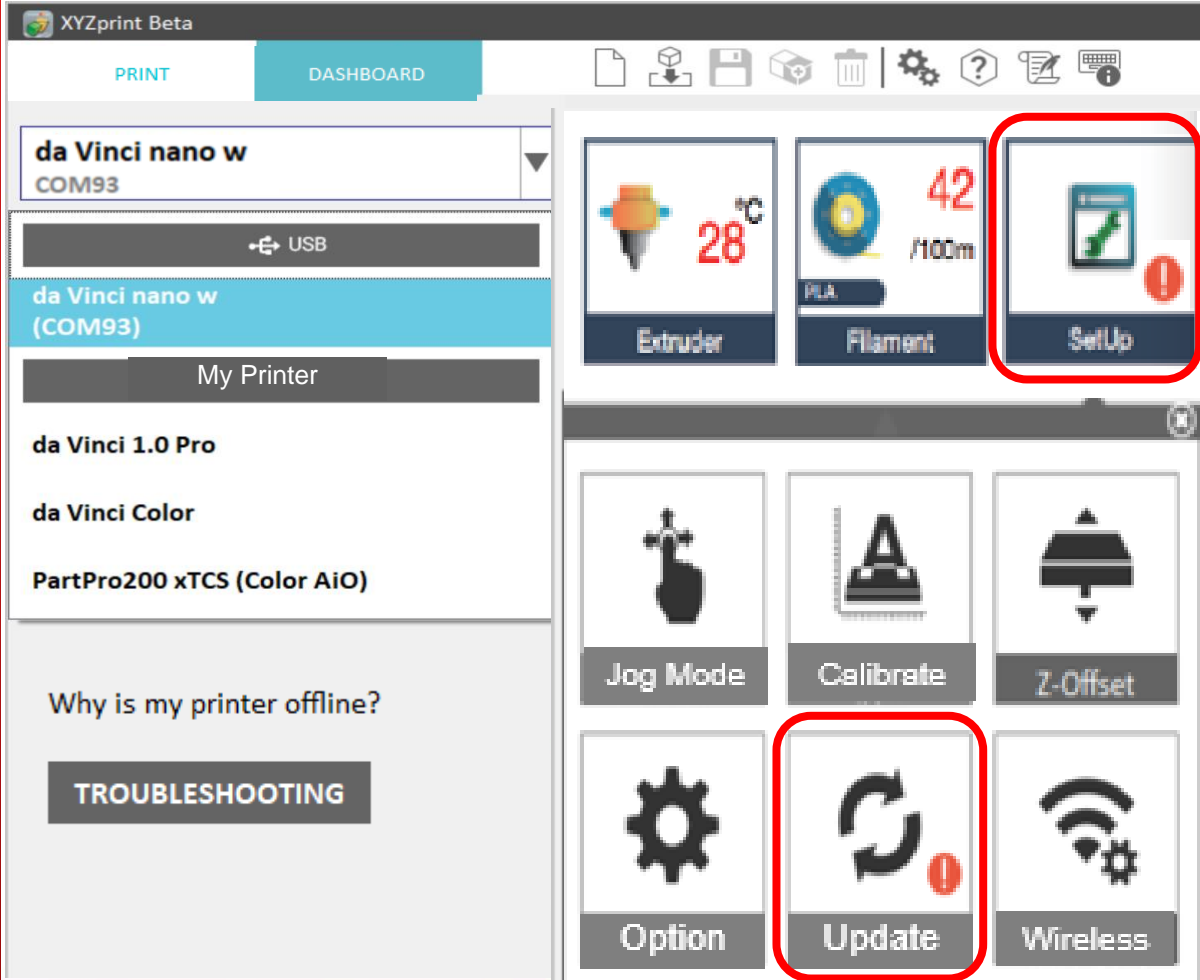 XYZprint Beta
PRINT
DASHBOARD
da Vinci nano w
COM93
USB
da Vinci nano w
(COM93)
My Printer
da Vinci 1.0 Pro
da Vinci Color
PartPro200 xTCS (Color AiO)
Why is my printer offline?
TROUBLESHOOTING
28 °C
Extruder
42
/100m
PLA
Filament
SetUp
Jog Mode
Calibrate
Z-Offset
Option
Update
Wireless